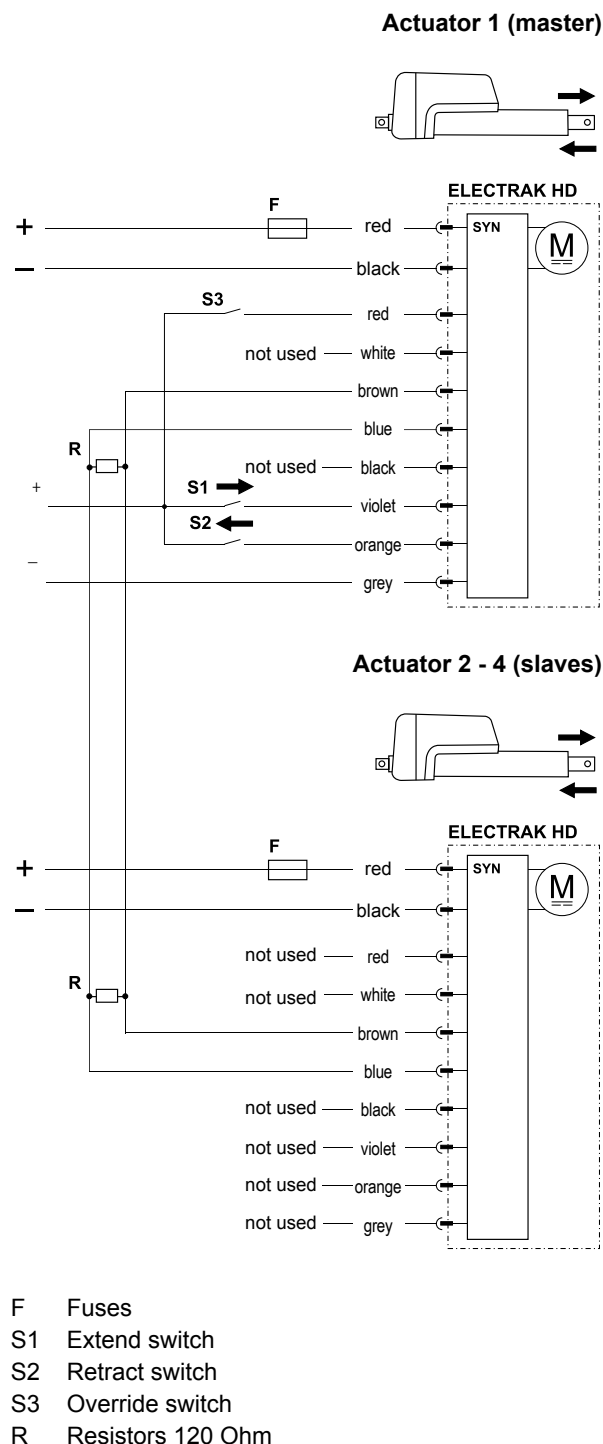 Actuator 1 (master)
ELECTRAK HD
F
+ red SYN M
– black
S3
red
not used white
brown
blue
R
not used black
+
S1
violet
S2
orange
–
grey
Actuator 2 - 4 (slaves)
ELECTRAK HD
F
+ red SYN M
– black
not used red
not used white
R
brown
blue
not used black
not used violet
not used orange
not used grey
F Fuses
S1 Extend switch
S2 Retract switch
S3 Override switch
R Resistors 120 Ohm